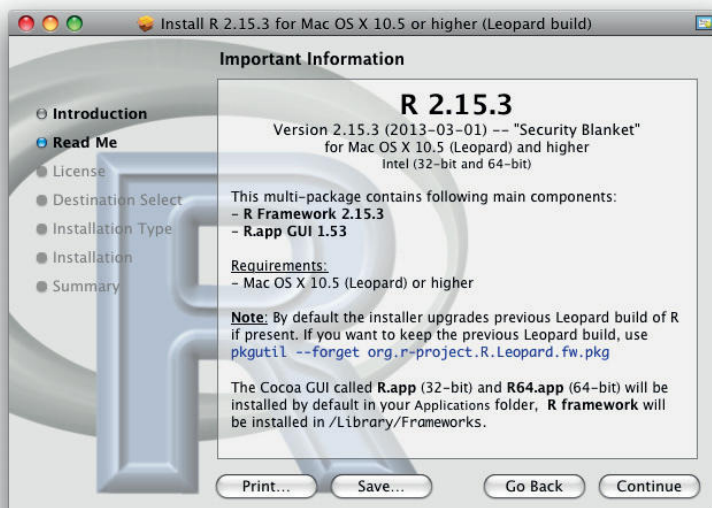 Install R 2.15.3 for Mac OS X 10.5 or higher (Leopard build)
Important Information
Introduction
Read Me
License
Destination Select
Installation Type
Installation
Summary
R 2.15.3
Version 2.15.3 (2013-03-01) -- "Security Blanket"
for Mac OS X 10.5 (Leopard) and higher
Intel (32-bit and 64-bit)
This multi-package contains following main components:
- R Framework 2.15.3
- R.app GUI 1.53
Requirements:
- Mac OS X 10.5 (Leopard) or higher
Note: By default the installer upgrades previous Leopard build of R
if present. If you want to keep the previous Leopard build, use
pkgutil --forget org.r-project.R.Leopard.fw.pkg
The Cocoa GUI called R.app (32-bit) and R64.app (64-bit) will be
installed by default in your Applications folder, R framework will
be installed in /Library/Frameworks.
Print...
Save...
Go Back
Continue